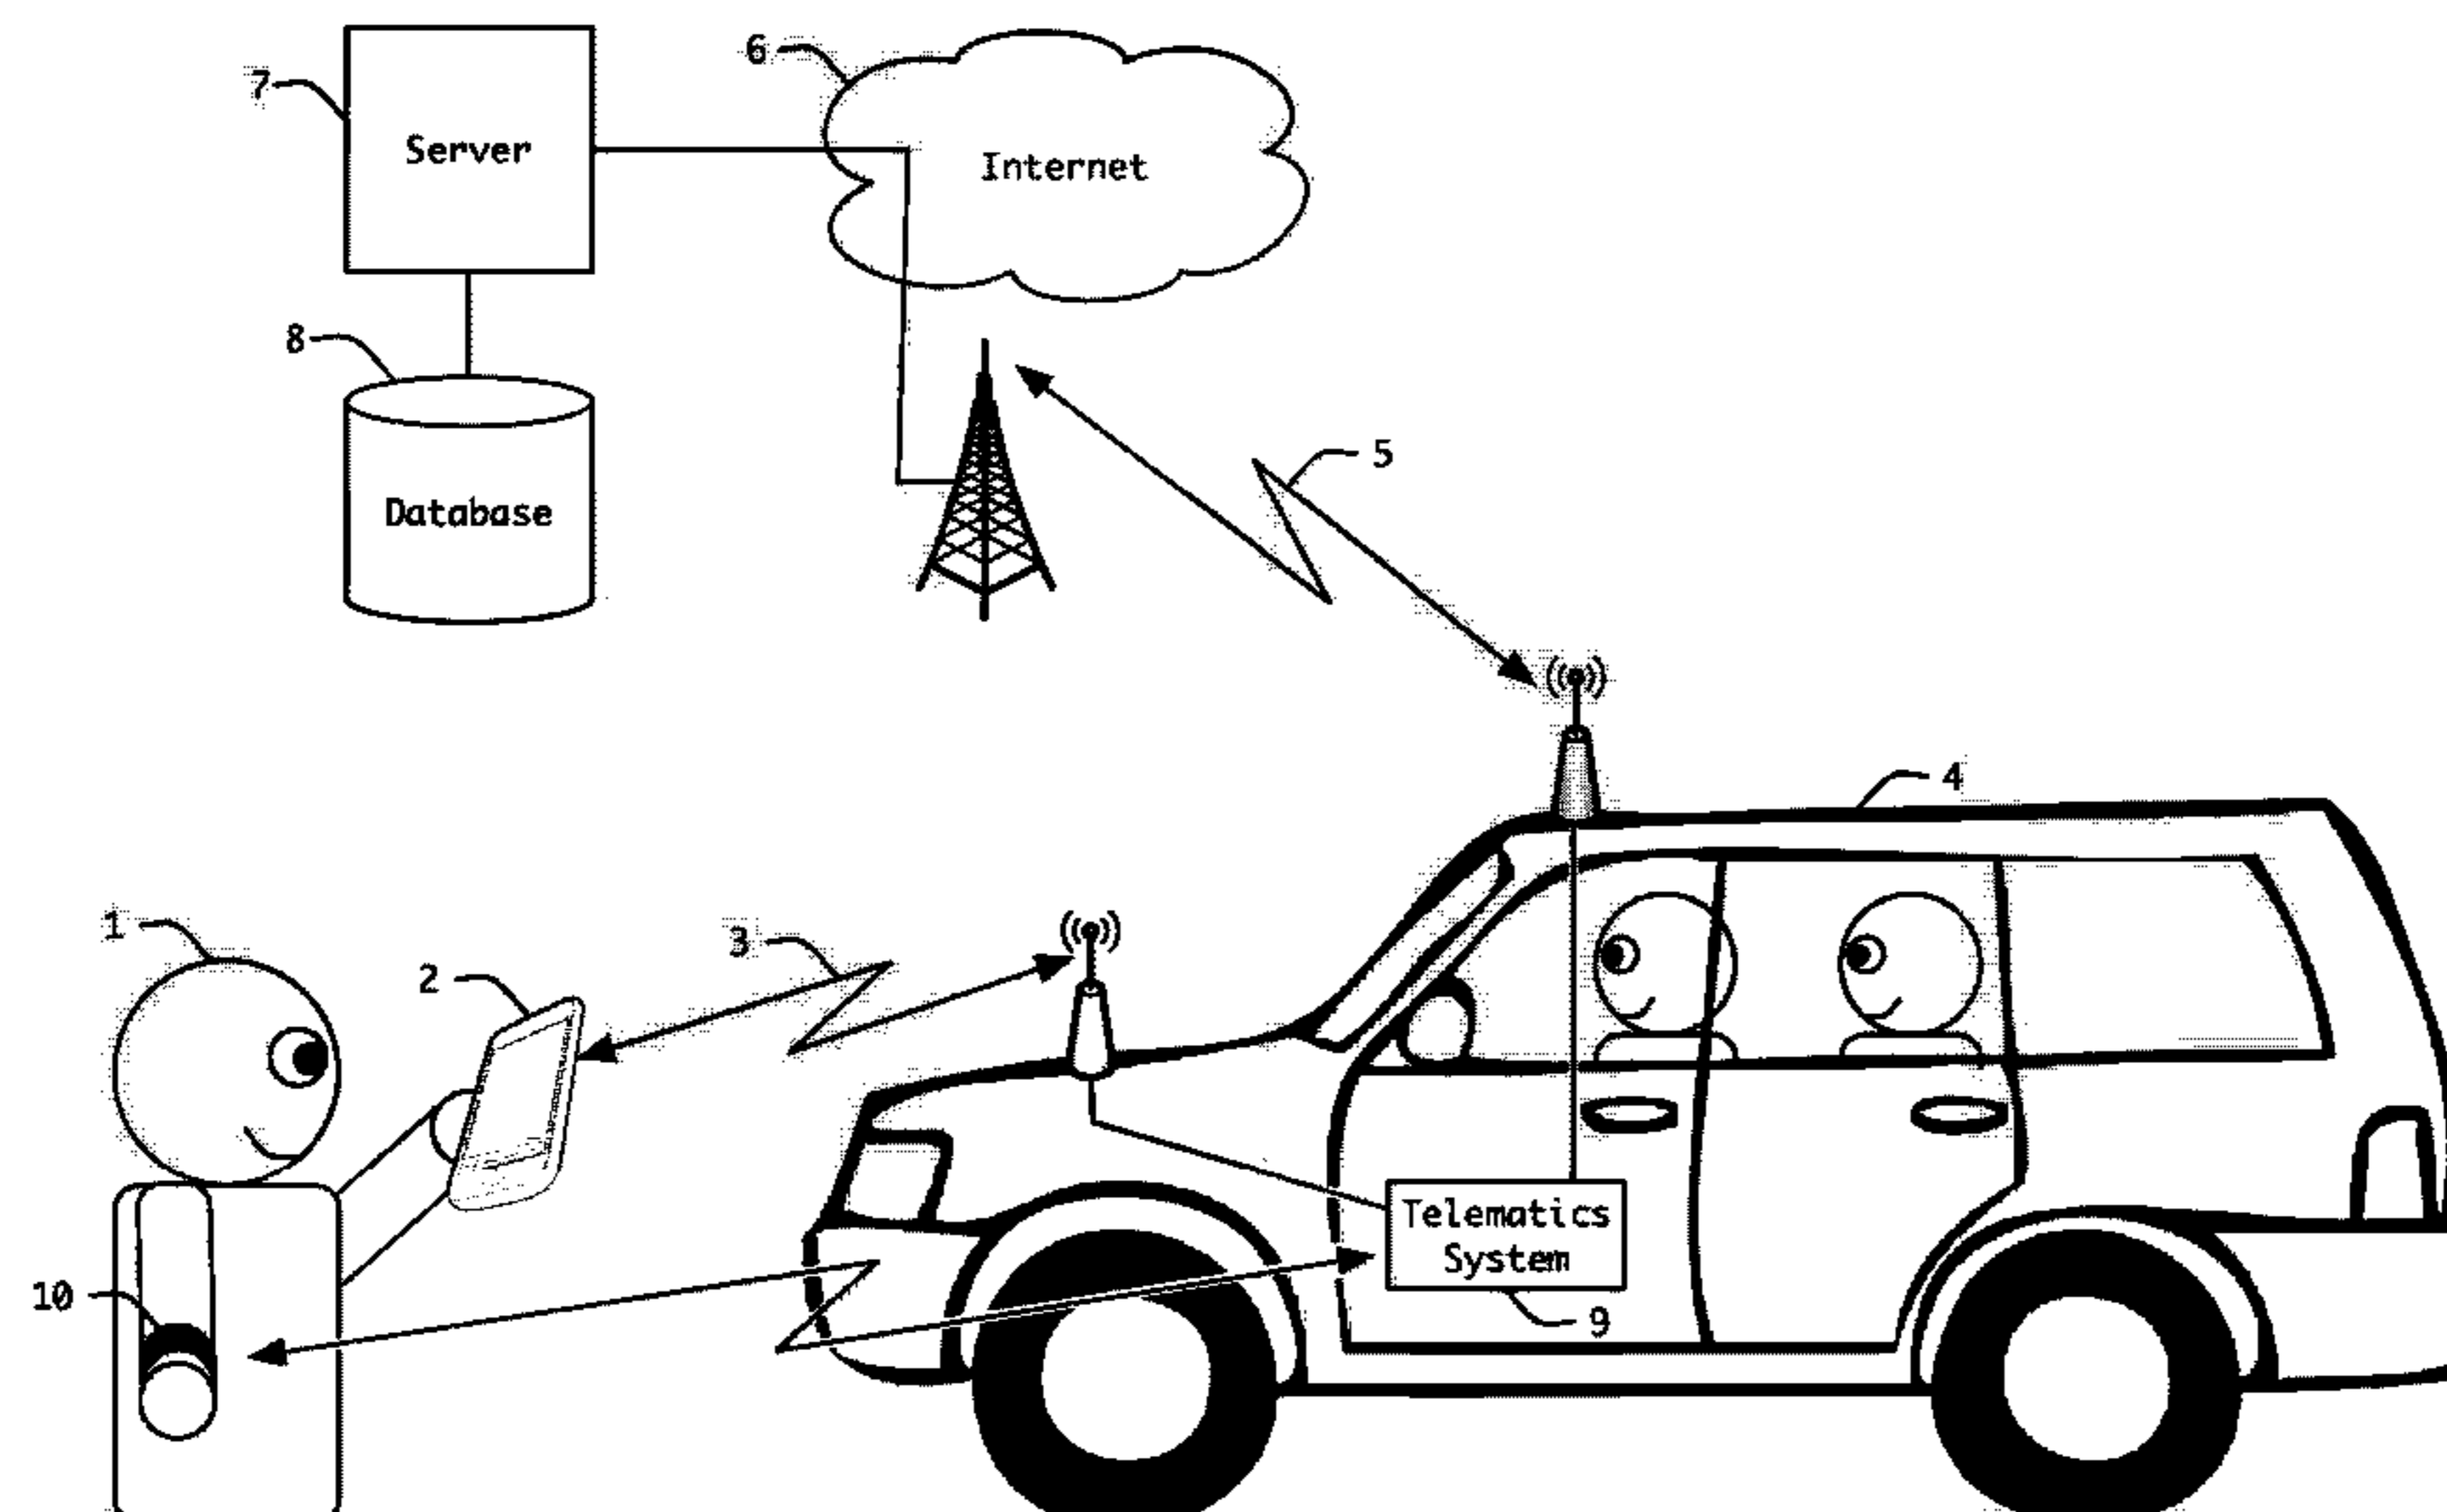 6
7
Server
Internet
8
5
Database
4
1
3
2
Telematics
System
10
9